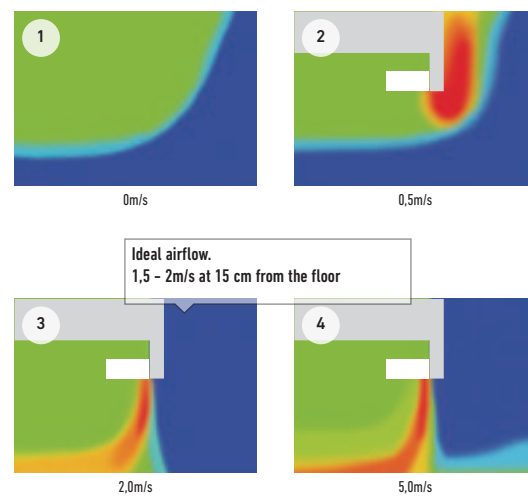 1
2
0m/s
0,5m/s
Ideal airflow.
1,5 - 2m/s at 15 cm from the floor
3
4
2,0m/s
5,0m/s